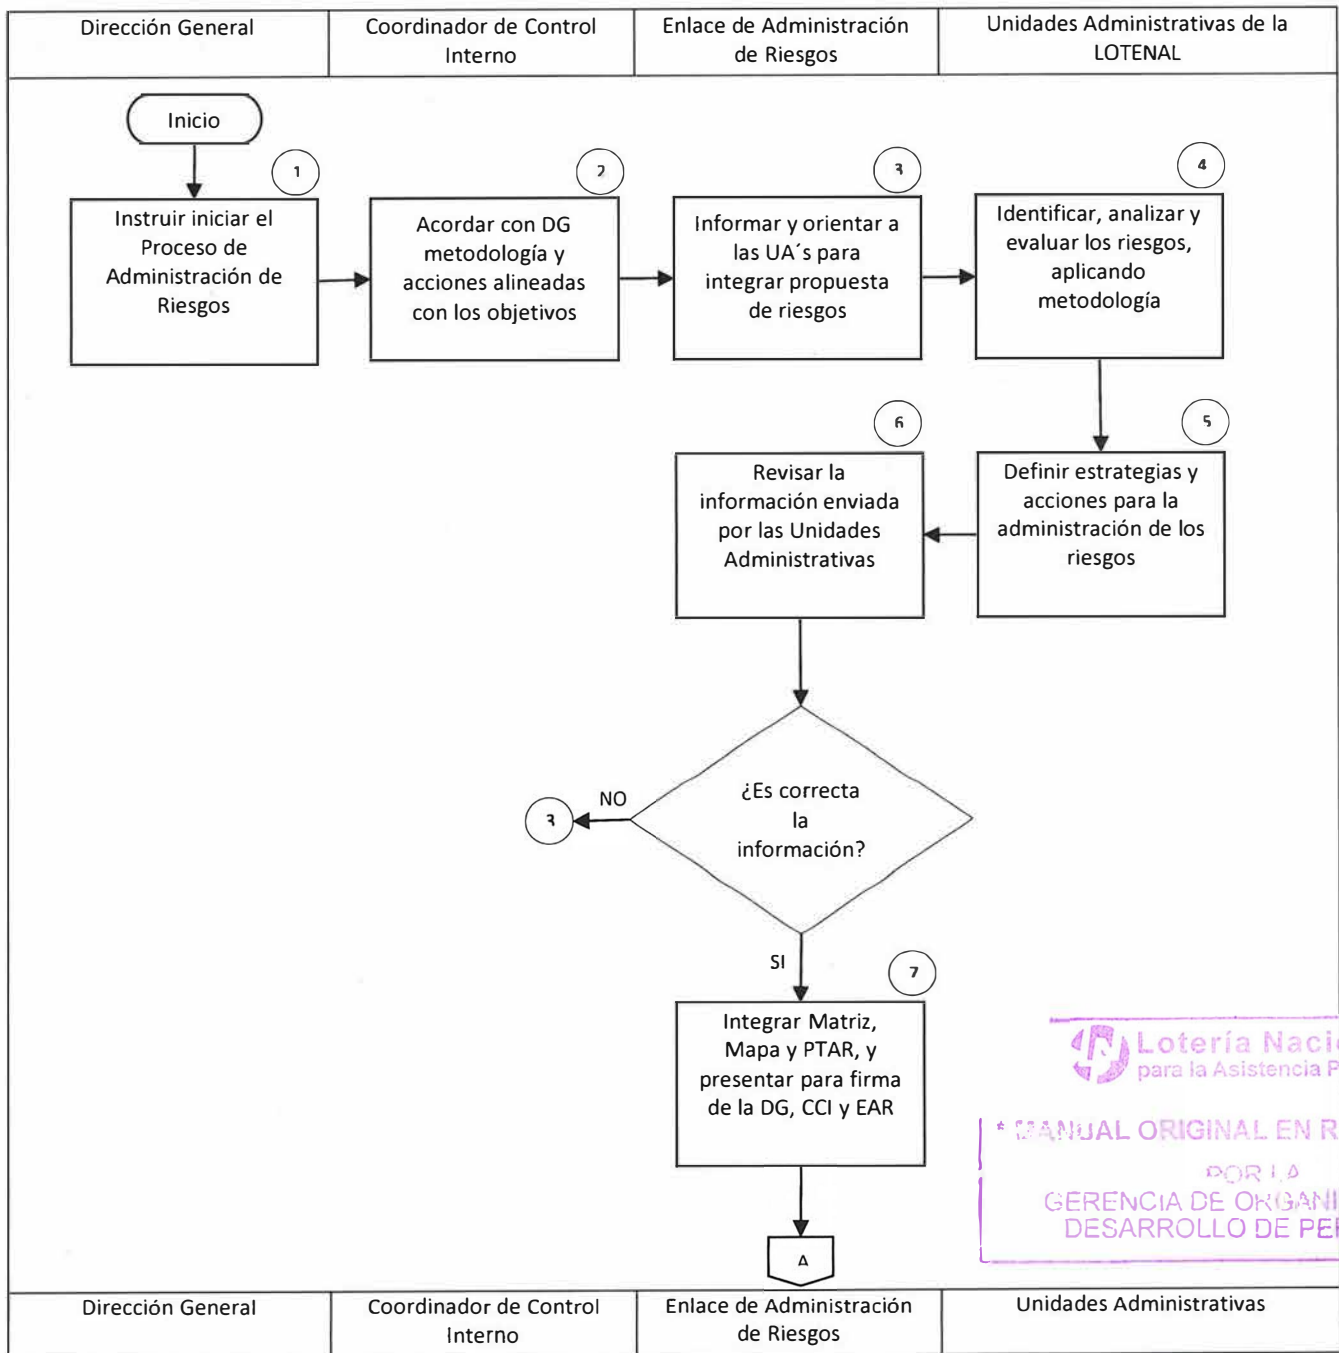 Dirección General
Coordinador de Control
Interno
Enlace de Administración
de Riesgos
Unidades Administrativas de la
LOTENAL
Inicio
1
Instruir iniciar el
Proceso de
Administración de
Riesgos
2
Acordar con DG
metodología y
acciones alineadas
con los objetivos
3
Informar y orientar a
las UA´s para
integrar propuesta
de riesgos
4
Identificar, analizar y
evaluar los riesgos,
aplicando
metodología
5
Definir estrategias y
acciones para la
administración de los
riesgos
6
Revisar la
información enviada
por las Unidades
Administrativas
¿Es correcta
la
información?
NO
3
SI
7
Integrar Matriz,
Mapa y PTAR, y
presentar para firma
de la DG, CCI y EAR
A
Lotería Naci
para la Asistencia P
* MANUAL ORIGINAL EN R
POR LA
GERENCIA DE ORGANI
DESARROLLO DE PE
Dirección General
Coordinador de Control
Interno
Enlace de Administración
de Riesgos
Unidades Administrativas